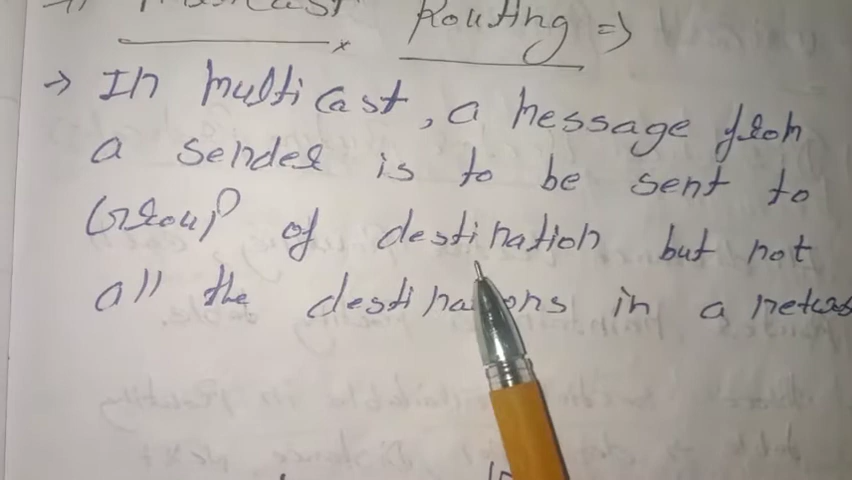 Multicast Routing ⇒
→ In multicast, a message from
a sender is to be sent to
Group of destination but not
all the destinations in a